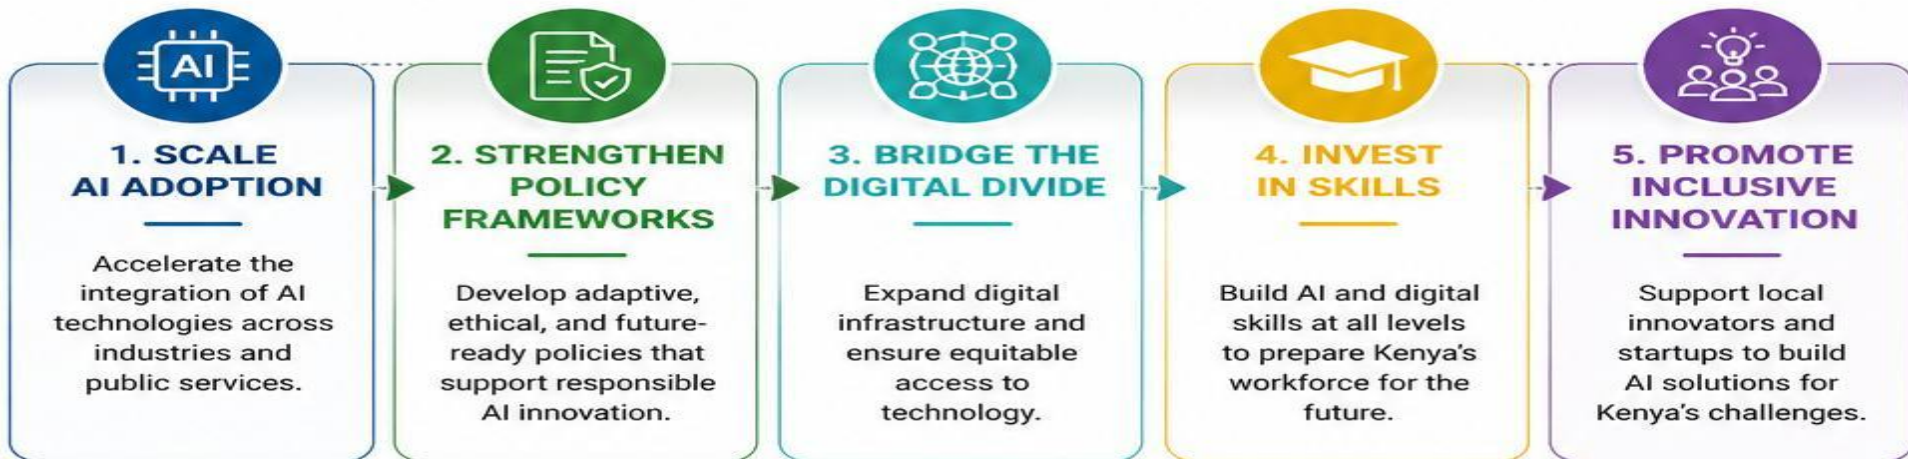 AI
1. SCALE
AI ADOPTION
Accelerate the
integration of AI
technologies across
industries and
public services.
2. STRENGTHEN
POLICY
FRAMEWORKS
Develop adaptive,
ethical, and future-
ready policies that
support responsible
AI innovation.
3. BRIDGE THE
DIGITAL DIVIDE
Expand digital
infrastructure and
ensure equitable
access to
technology.
4. INVEST
IN SKILLS
Build AI and digital
skills at all levels
to prepare Kenya's
workforce for the
future.
5. PROMOTE
INCLUSIVE
INNOVATION
Support local
innovators and
startups to build
AI solutions for
Kenya's challenges.